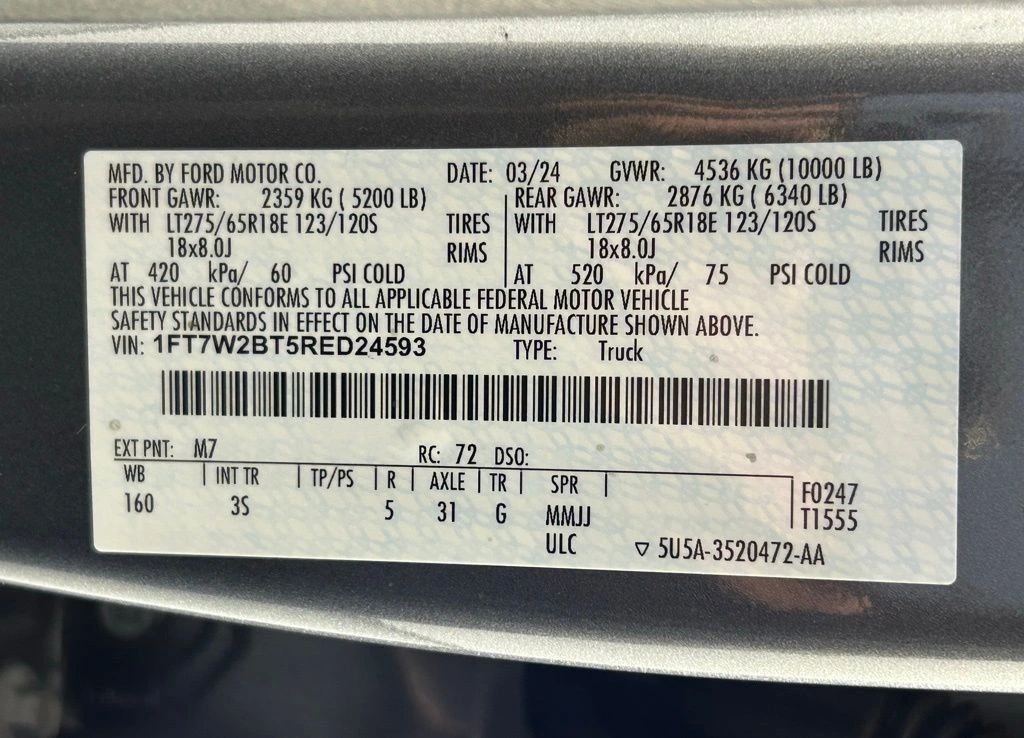 MFD. BY FORD MOTOR CO. DATE: 03/24 GVWR: 4536 KG (10000 LB)
FRONT GAWR: 2359 KG ( 5200 LB) REAR GAWR: 2876 KG ( 6340 LB)
WITH LT275/65R18E 123/120S TIRES WITH LT275/65R18E 123/120S TIRES
18x8.0J RIMS 18x8.0J RIMS
AT 420 kPa/ 60 PSI COLD AT 520 kPa/ 75 PSI COLD
THIS VEHICLE CONFORMS TO ALL APPLICABLE FEDERAL MOTOR VEHICLE
SAFETY STANDARDS IN EFFECT ON THE DATE OF MANUFACTURE SHOWN ABOVE.
VIN: 1FT7W2BT5RED24593 TYPE: Truck
EXT PNT: M7 RC: 72 DSO:
WB INT TR TP/PS R AXLE TR SPR F0247
160 3S 5 31 G MMJJ T1555
ULC ▽ 5U5A-3520472-AA